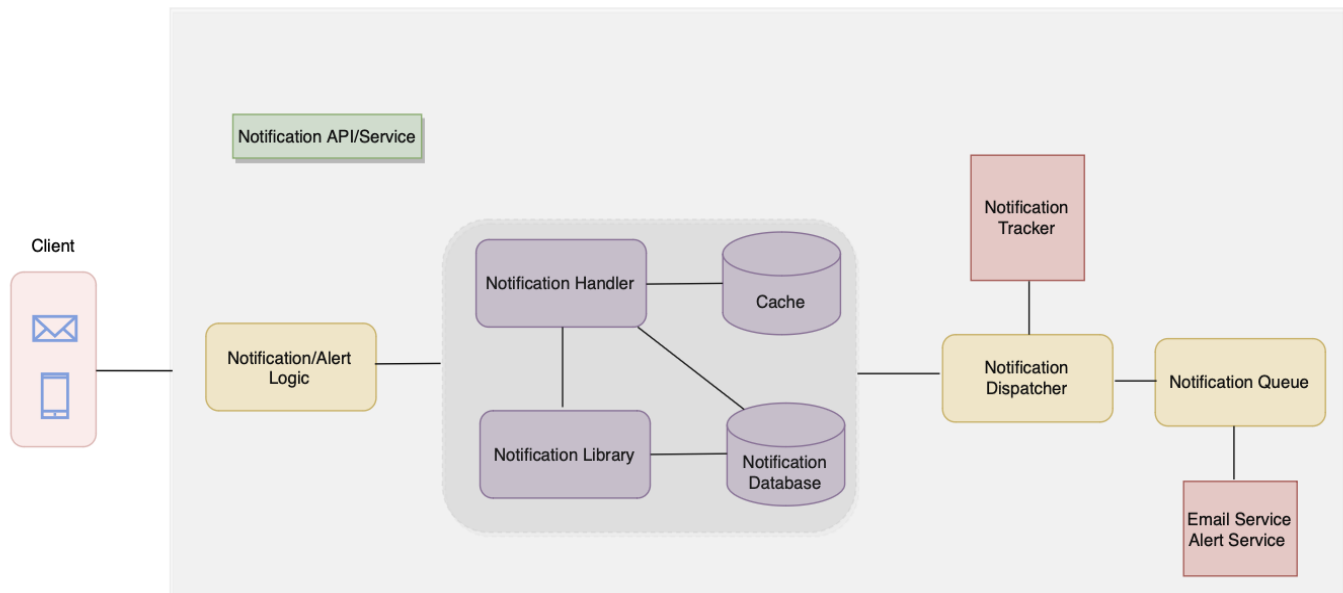 Notification API/Service
Client
Notification/Alert
Logic
Notification Handler
Cache
Notification Library
Notification
Database
Notification
Tracker
Notification
Dispatcher
Notification Queue
Email Service
Alert Service